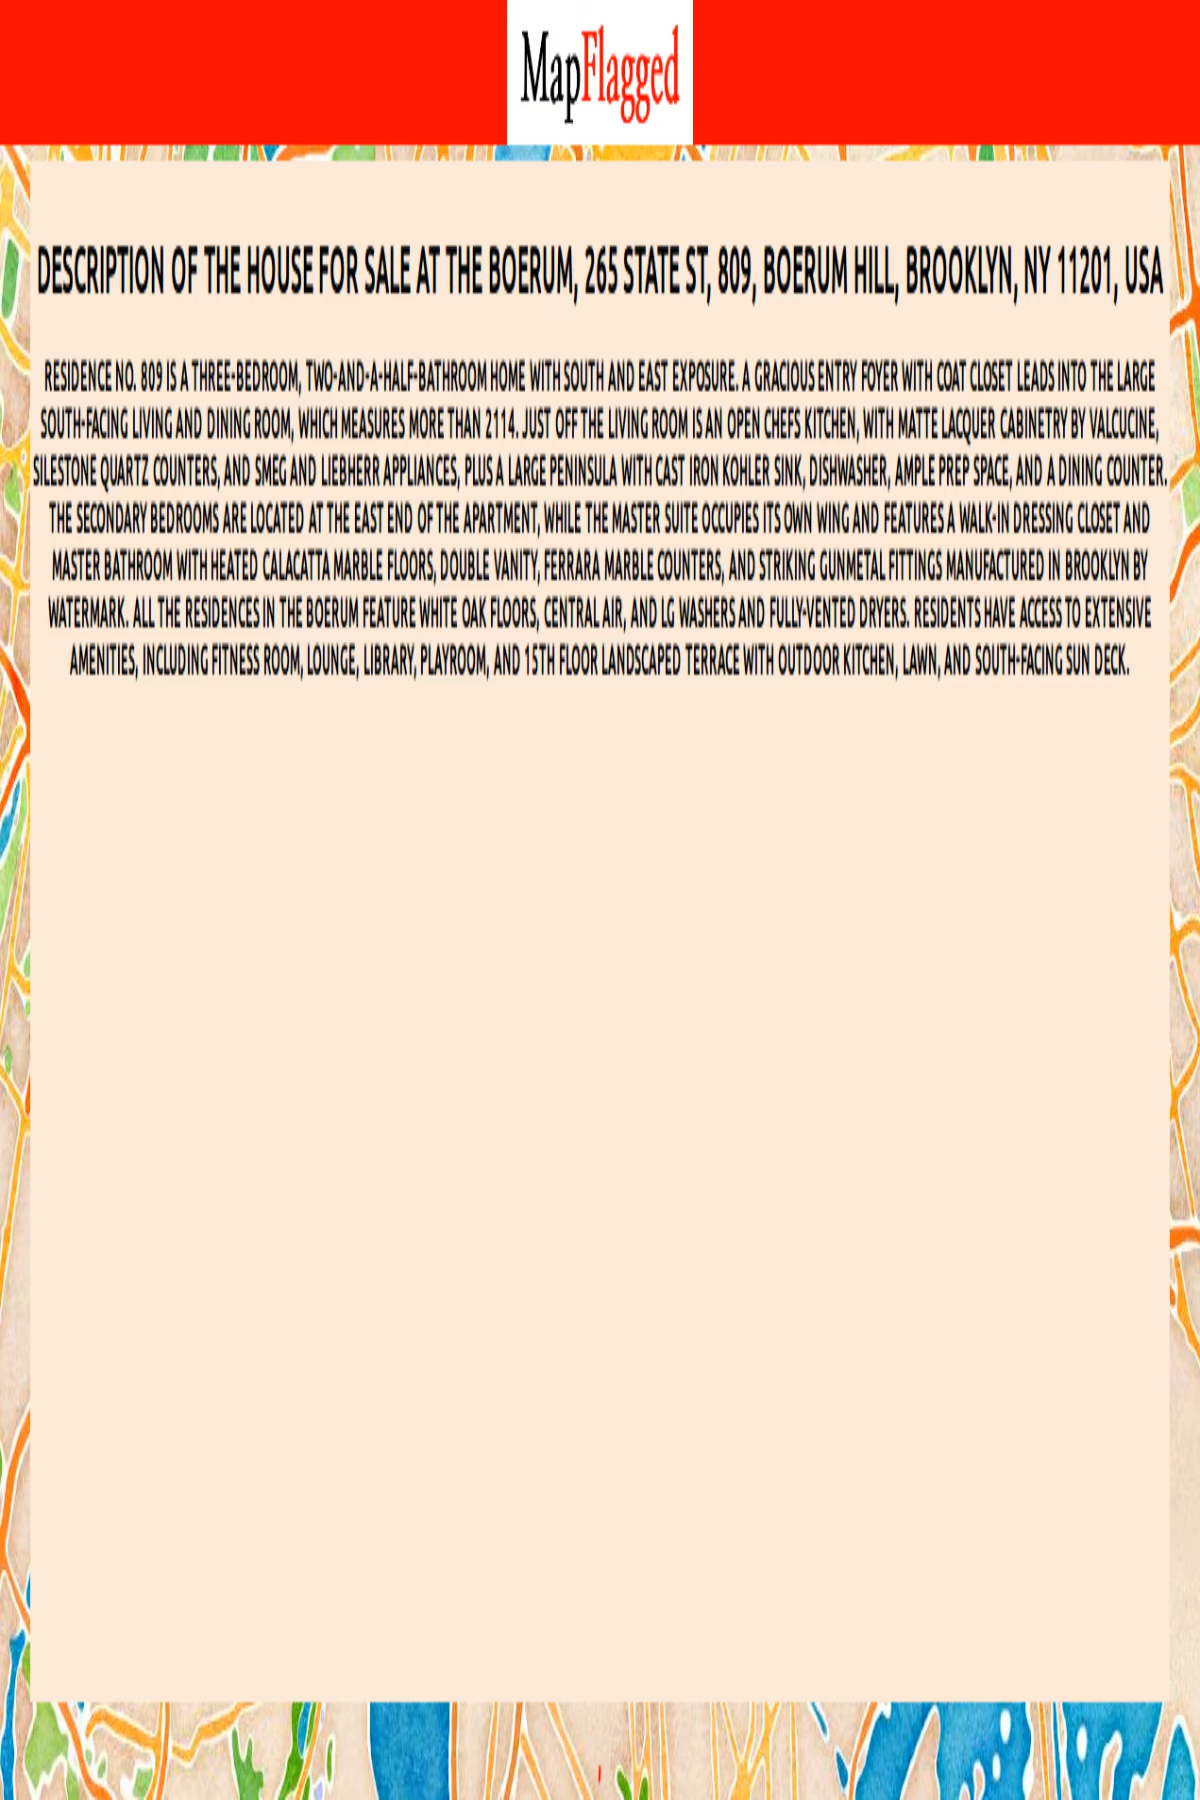 MapFlagged
DESCRIPTION OF THE HOUSE FOR SALE AT THE BOERUM, 265 STATE ST, 809, BOERUM HILL, BROOKLYN, NY 11201, USA
RESIDENCE NO. 809 IS A THREE-BEDROOM, TWO-AND-A-HALF-BATHROOM HOME WITH SOUTH AND EAST EXPOSURE. A GRACIOUS ENTRY FOYER WITH COAT CLOSET LEADS INTO THE LARGE
SOUTH-FACING LIVING AND DINING ROOM, WHICH MEASURES MORE THAN 2114. JUST OFF THE LIVING ROOM IS AN OPEN CHEFS KITCHEN, WITH MATTE LACQUER CABINETRY BY VALCUCINE,
SILESTONE QUARTZ COUNTERS, AND SMEG AND LIEBHERR APPLIANCES, PLUS A LARGE PENINSULA WITH CAST IRON KOHLER SINK, DISHWASHER, AMPLE PREP SPACE, AND A DINING COUNTER.
THE SECONDARY BEDROOMS ARE LOCATED AT THE EAST END OF THE APARTMENT, WHILE THE MASTER SUITE OCCUPIES ITS OWN WING AND FEATURES A WALK-IN DRESSING CLOSET AND
MASTER BATHROOM WITH HEATED CALACATTA MARBLE FLOORS, DOUBLE VANITY, FERRARA MARBLE COUNTERS, AND STRIKING GUNMETAL FITTINGS MANUFACTURED IN BROOKLYN BY
WATERMARK. ALL THE RESIDENCES IN THE BOERUM FEATURE WHITE OAK FLOORS, CENTRAL AIR, AND LG WASHERS AND FULLY-VENTED DRYERS. RESIDENTS HAVE ACCESS TO EXTENSIVE
AMENITIES, INCLUDING FITNESS ROOM, LOUNGE, LIBRARY, PLAYROOM, AND 15TH FLOOR LANDSCAPED TERRACE WITH OUTDOOR KITCHEN, LAWN, AND SOUTH-FACING SUN DECK.